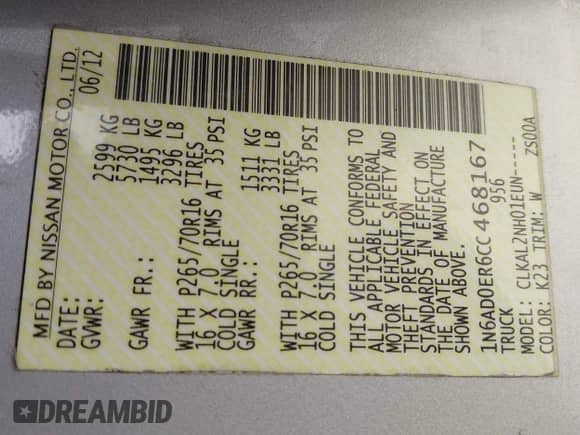 MFD BY NISSAN MOTOR CO., LTD.
DATE: 06/12
GVWR: 2599 KG
5730 LB
GAWR FR.: 1495 KG
3296 LB
WITH P265/70R16 TIRES
16 X 7.0 RIMS AT 35 PSI
COLD SINGLE
GAWR RR.: 1511 KG
3331 LB
WITH P265/70R16 TIRES
16 X 7.0 RIMS AT 35 PSI
COLD SINGLE
THIS VEHICLE CONFORMS TO
ALL APPLICABLE FEDERAL
MOTOR VEHICLE SAFETY AND
THEFT PREVENTION
STANDARDS IN EFFECT ON
THE DATE OF MANUFACTURE
SHOWN ABOVE.
1N6AD0ER6CC468167
TRUCK 956
MODEL: CLKAL2NH01EUN-----
COLOR: K23 TRIM: W ZS00A
DREAMBID